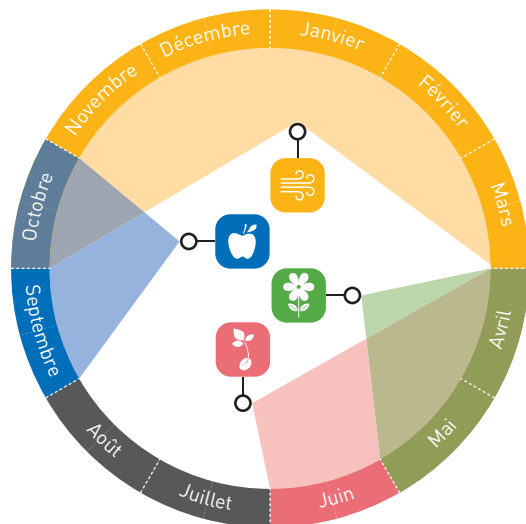 Janvier
Février
Mars
Avril
Mai
Juin
Juillet
Août
Septembre
Octobre
Novembre
Décembre